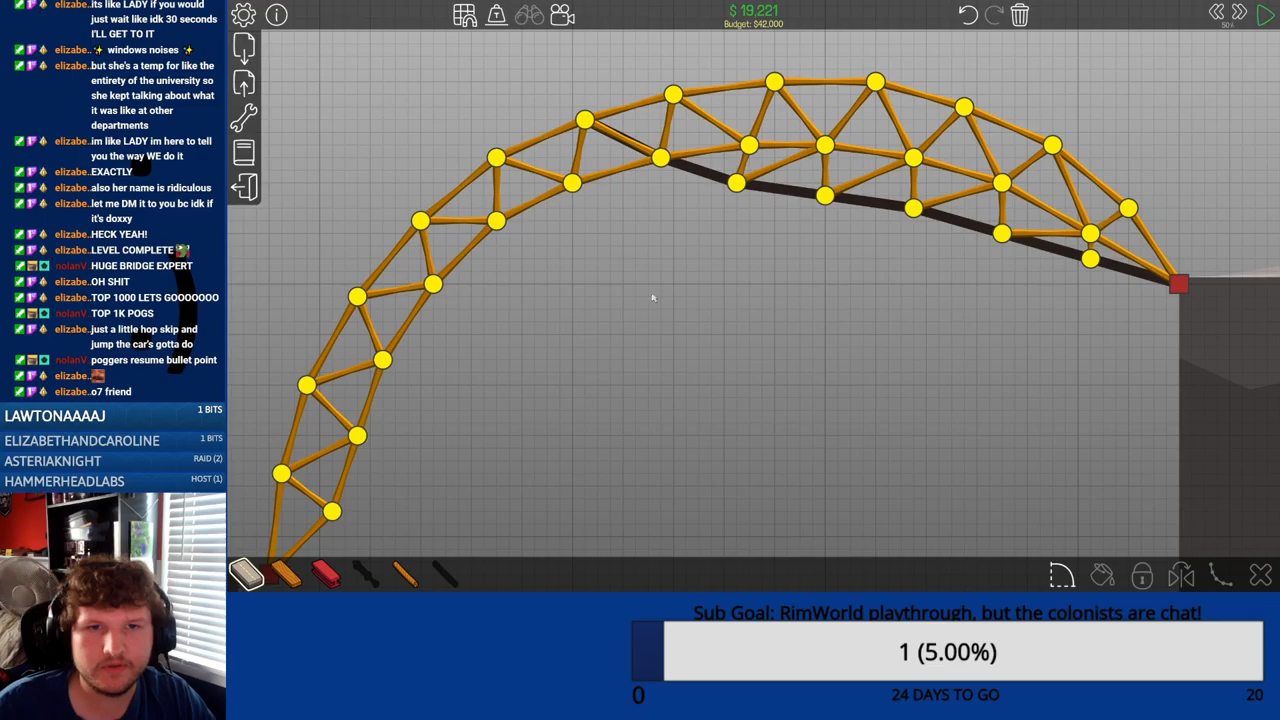 elizabe.. its like LADY if you would
just wait like idk 30 seconds
I'LL GET TO IT
elizabe.. ✨ windows noises ✨
elizabe.. but she's a temp for like the
entirety of the university so
she kept talking about what
it was like at other
departments
elizabe.. im like LADY im here to tell
you the way WE do it
elizabe.. EXACTLY
elizabe.. also her name is ridiculous
elizabe.. let me DM it to you bc idk if
it's doxxy
elizabe.. HECK YEAH!
elizabe.. LEVEL COMPLETE
nolanV. HUGE BRIDGE EXPERT
elizabe.. OH SHIT
elizabe.. TOP 1000 LETS GOOOOOOO
nolanV. TOP 1K POGS
elizabe.. just a little hop skip and
jump the car's gotta do
nolanV. poggers resume bullet point
elizabe..
elizabe.. o7 friend
LAWTONAAAAJ 1 BITS
ELIZABETHANDCAROLINE 1 BITS
ASTERIAKNIGHT RAID (2)
HAMMERHEADLABS HOST (1)
$ 19,221
Budget: $42.000
50%
Sub Goal: RimWorld playthrough, but the colonists are chat!
1 (5.00%)
0 24 DAYS TO GO 20